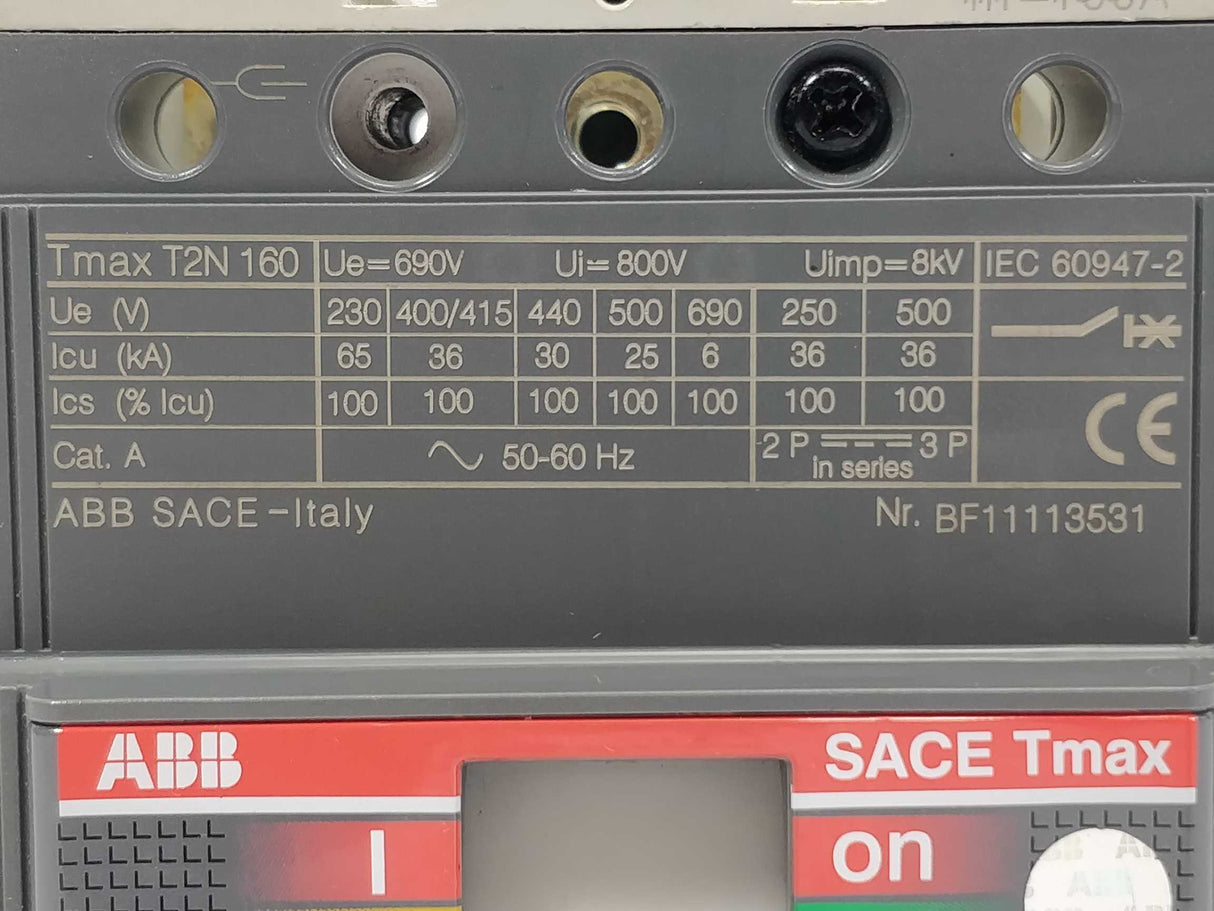 Tmax T2N 160 Ue=690V Ui=800V Uimp=8kV IEC 60947-2
Ue (V) 230 400/415 440 500 690 250 500
Icu (kA) 65 36 30 25 6 36 36
Ics (% Icu) 100 100 100 100 100 100 100
Cat. A 50-60 Hz 2 P 3 P
in series
CE
ABB SACE-Italy Nr. BF11113531
ABB SACE Tmax
I on